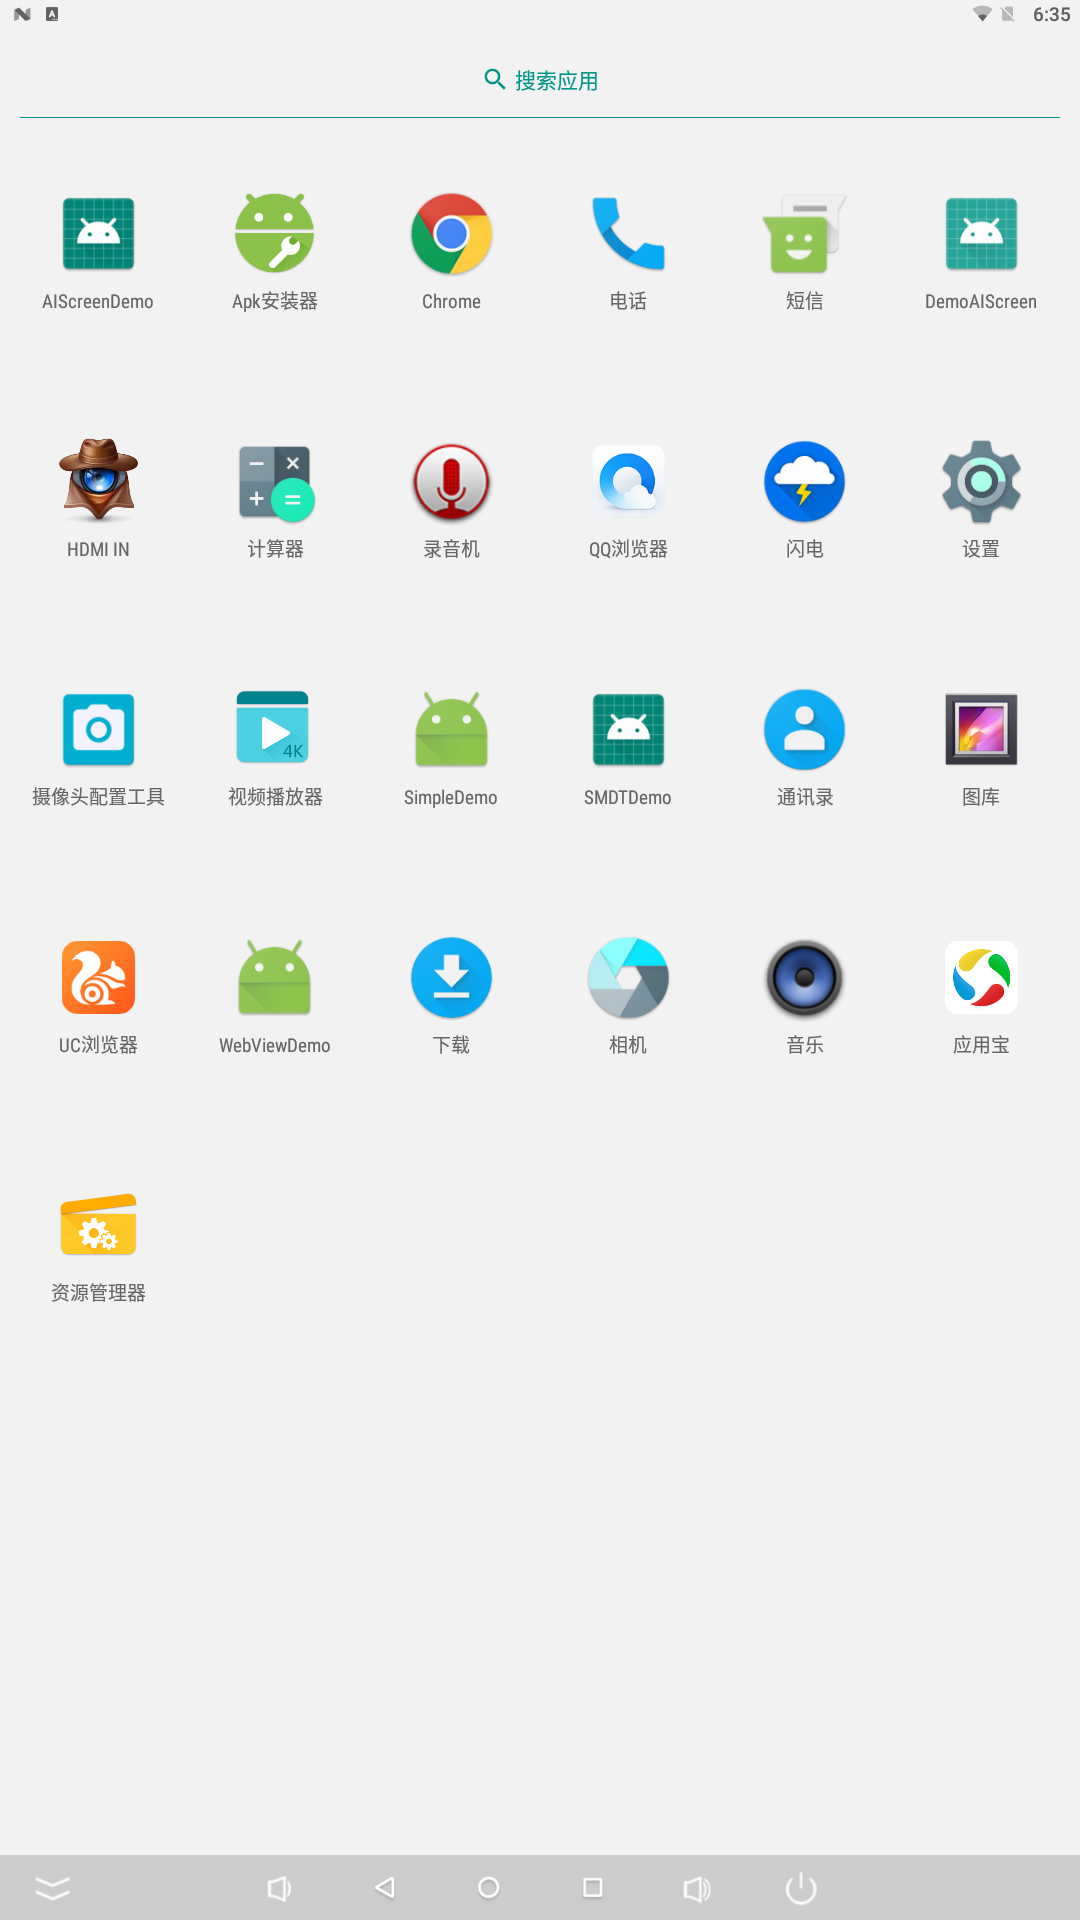 6:35
搜索应用
AIScreenDemo
Apk安装器
Chrome
电话
短信
DemoAIScreen
HDMI IN
计算器
录音机
QQ浏览器
闪电
设置
4K
摄像头配置工具
视频播放器
SimpleDemo
SMDTDemo
通讯录
图库
UC浏览器
WebViewDemo
下载
相机
音乐
应用宝
资源管理器